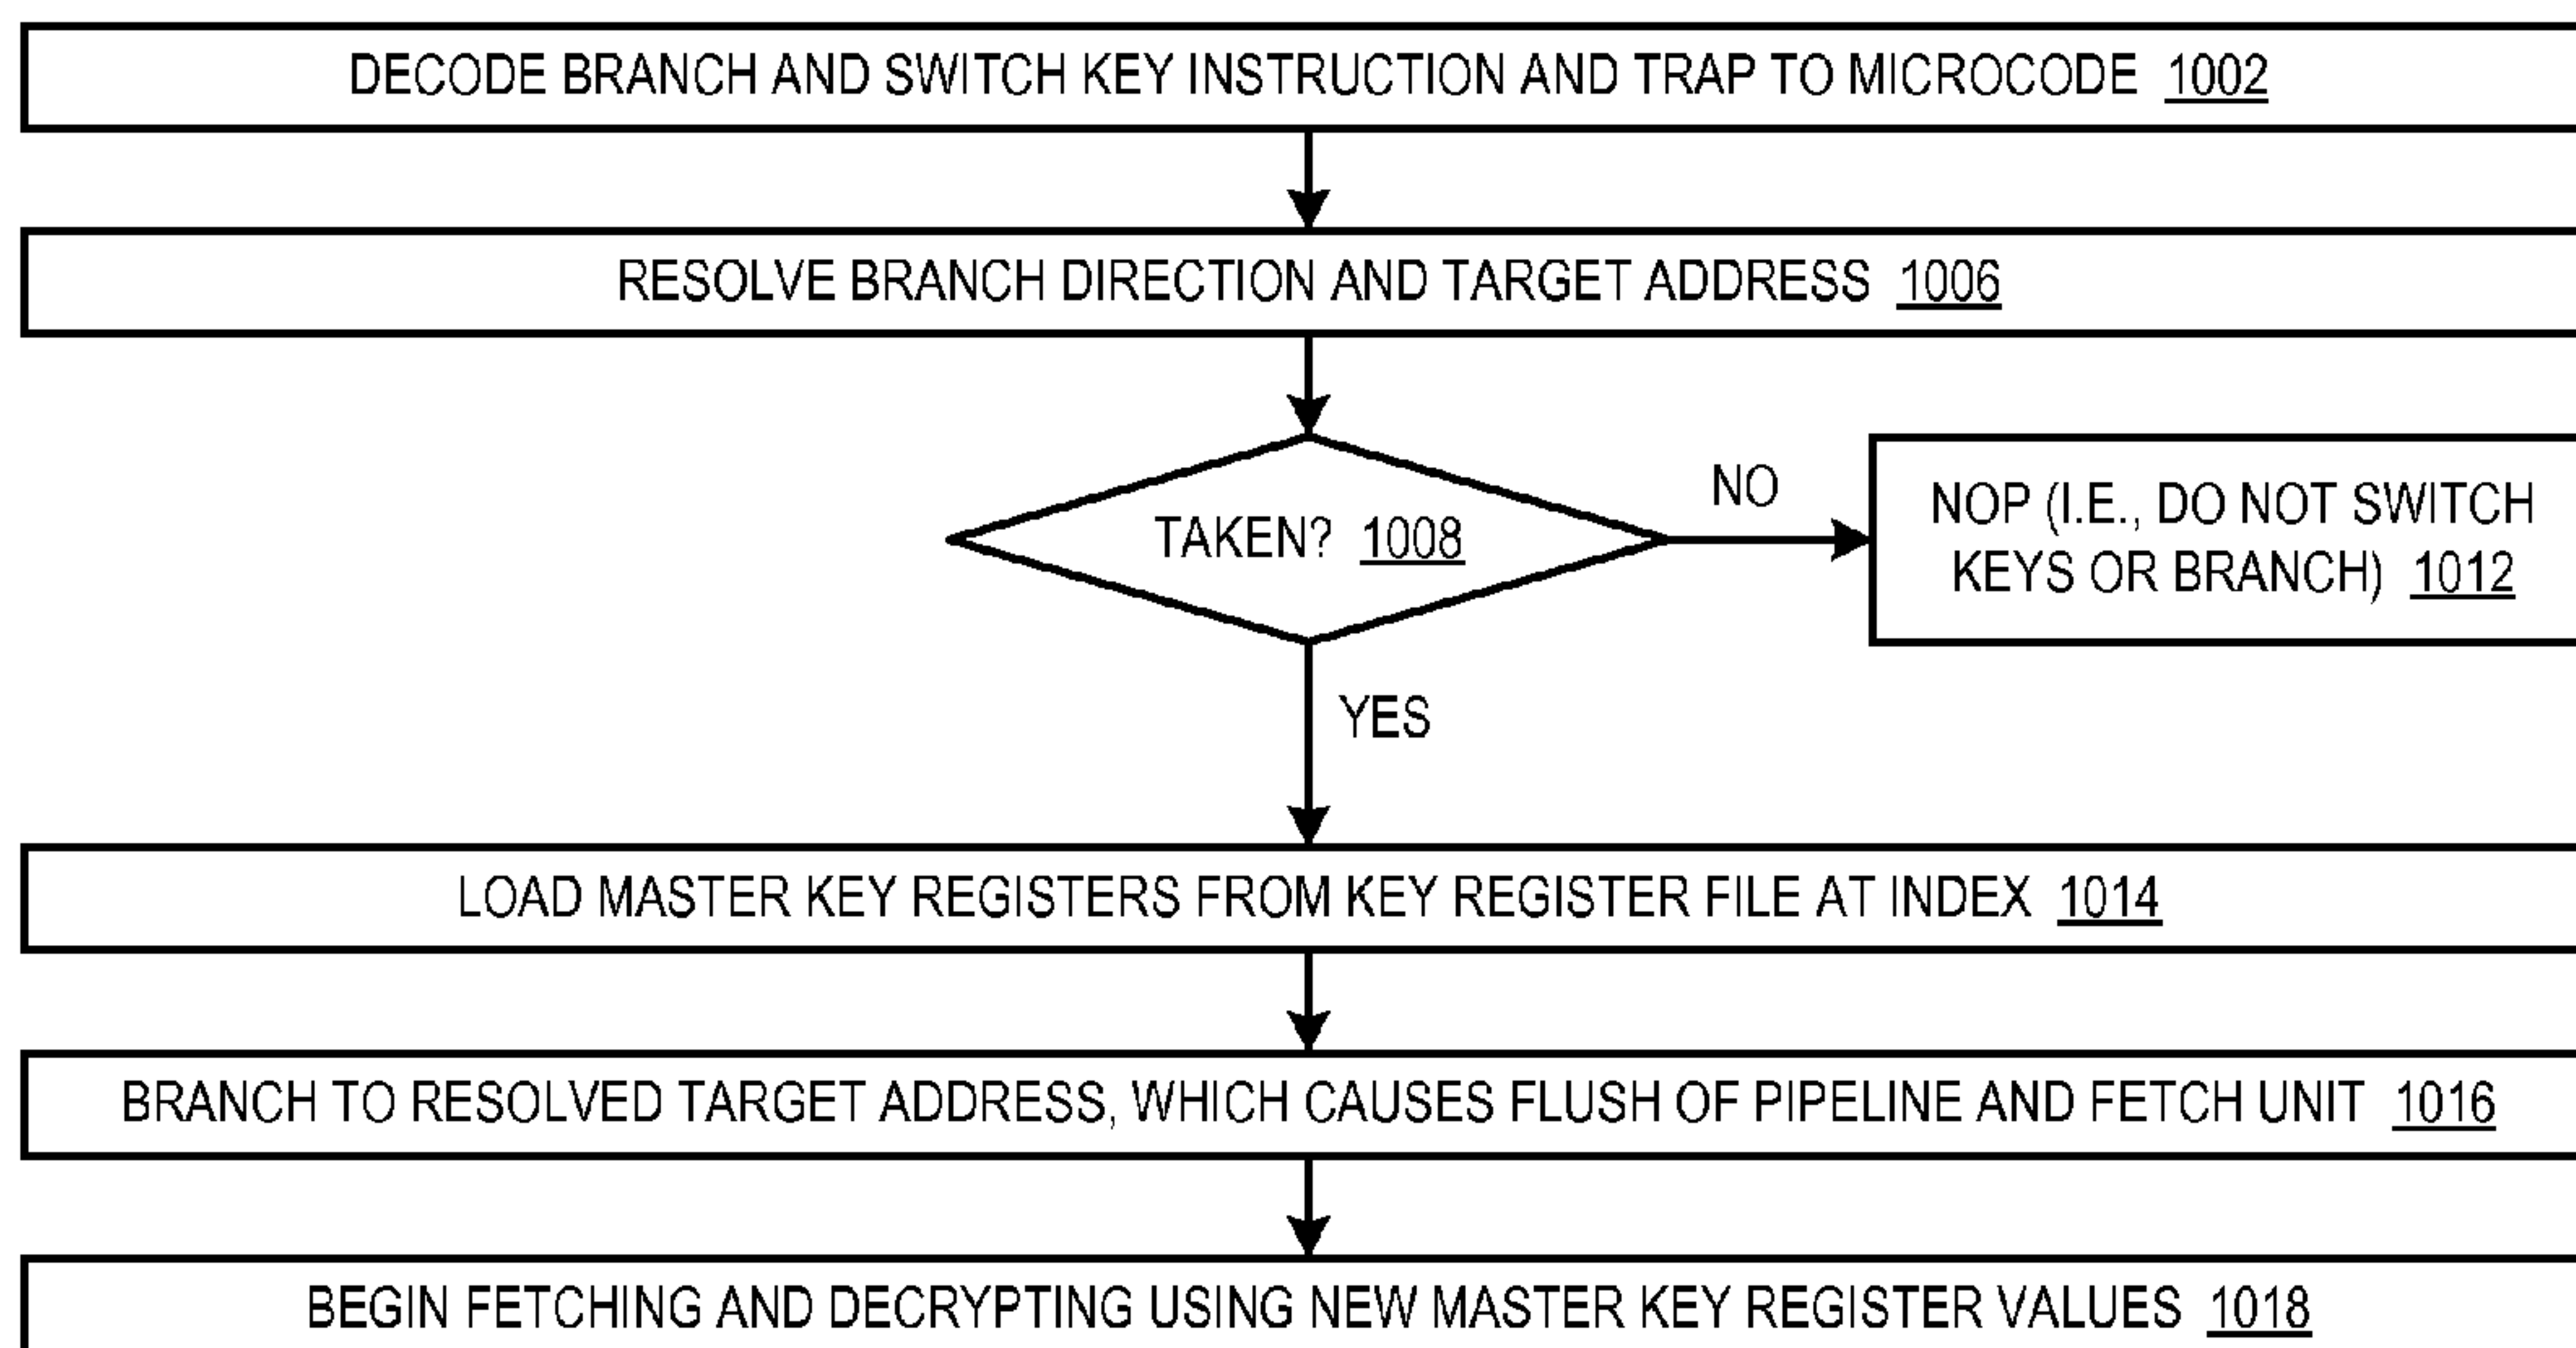 DECODE BRANCH AND SWITCH KEY INSTRUCTION AND TRAP TO MICROCODE 1002
RESOLVE BRANCH DIRECTION AND TARGET ADDRESS 1006
TAKEN? 1008
NO
NOP (I.E., DO NOT SWITCH
KEYS OR BRANCH) 1012
YES
LOAD MASTER KEY REGISTERS FROM KEY REGISTER FILE AT INDEX 1014
BRANCH TO RESOLVED TARGET ADDRESS, WHICH CAUSES FLUSH OF PIPELINE AND FETCH UNIT 1016
BEGIN FETCHING AND DECRYPTING USING NEW MASTER KEY REGISTER VALUES 1018